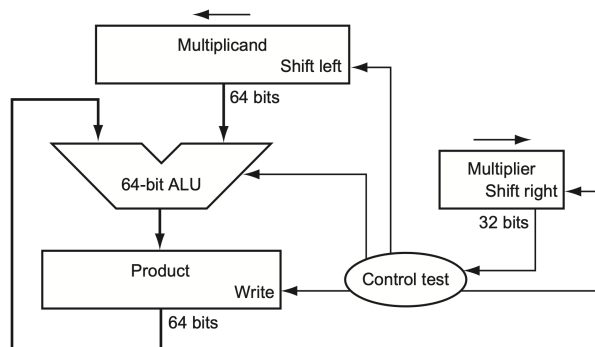 Multiplicand
Shift left
64 bits
64-bit ALU
Multiplier
Shift right
32 bits
Product
Write
Control test
64 bits